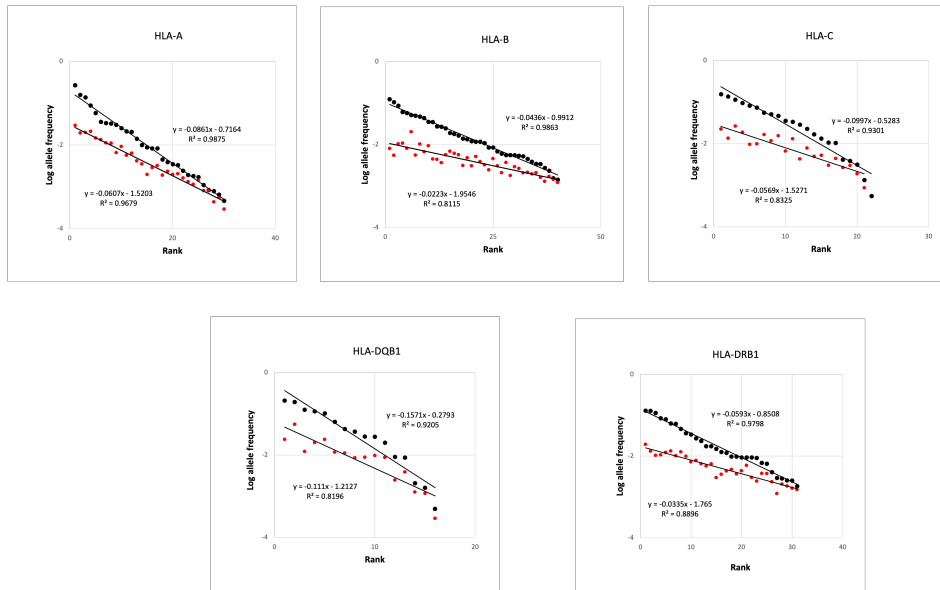 HLA-A
0
-2
-4
0
20
40
Log allele frequency
Rank
y = -0.0861x - 0.7164
R² = 0.9875
y = -0.0607x - 1.5203
R² = 0.9679
HLA-B
0
-2
-4
0
25
50
Log allele frequency
Rank
y = -0.0436x - 0.9912
R² = 0.9863
y = -0.0223x - 1.9546
R² = 0.8115
HLA-C
0
-2
-4
0
10
20
30
Log allele frequency
Rank
y = -0.0997x - 0.5283
R² = 0.9301
y = -0.0569x - 1.5271
R² = 0.8325
HLA-DQB1
0
-2
-4
0
10
20
Log allele frequency
Rank
y = -0.1571x - 0.2793
R² = 0.9205
y = -0.111x - 1.2127
R² = 0.8196
HLA-DRB1
0
-2
-4
0
10
20
30
40
Log allele frequency
Rank
y = -0.0593x - 0.8508
R² = 0.9798
y = -0.0335x - 1.765
R² = 0.8896